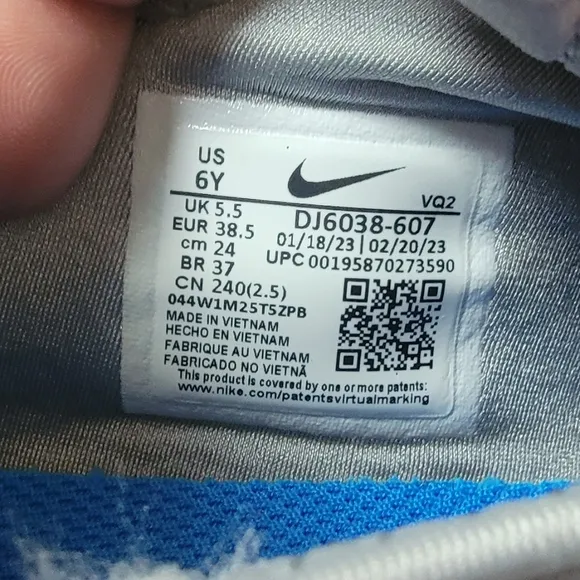 US
6Y
VQ2
UK 5.5
DJ6038-607
EUR 38.5
01/18/23 | 02/20/23
cm 24
UPC 00195870273590
BR 37
CN 240(2.5)
044W1M25T5ZPB
MADE IN VIETNAM
HECHO EN VIETNAM
FABRIQUE AU VIETNAM
FABRICADO NO VIETNÃ
This product is covered by one or more patents:
www.nike.com/patentsvirtualmarking